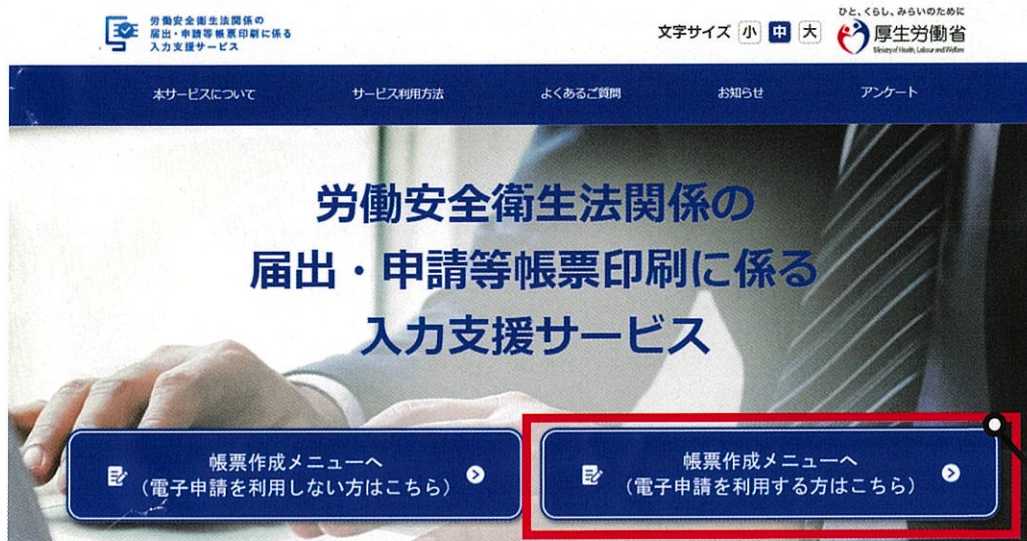 労働安全衛生法関係の
届出・申請等帳票印刷に係る
入力支援サービス
文字サイズ 小 中 大
ひと、くらし、みらいのために
厚生労働省
Ministry of Health, Labour and Welfare
本サービスについて
サービス利用方法
よくあるご質問
お知らせ
アンケート
労働安全衛生法関係の
届出・申請等帳票印刷に係る
入力支援サービス
帳票作成メニューへ
(電子申請を利用しない方はこちら)
帳票作成メニューへ
(電子申請を利用する方はこちら)